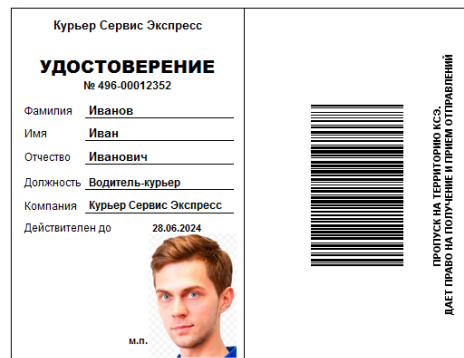 Курьер Сервис Экспресс
УДОСТОВЕРЕНИЕ
№ 496-00012352
Фамилия Иванов
Имя Иван
Отчество Иванович
Должность Водитель-курьер
Компания Курьер Сервис Экспресс
Действителен до 28.06.2024
м.п.
ПРОПУСК НА ТЕРРИТОРИЮ КСЭ.
ДАЕТ ПРАВО НА ПОЛУЧЕНИЕ И ПРИЕМ ОТПРАВЛЕНИЙ